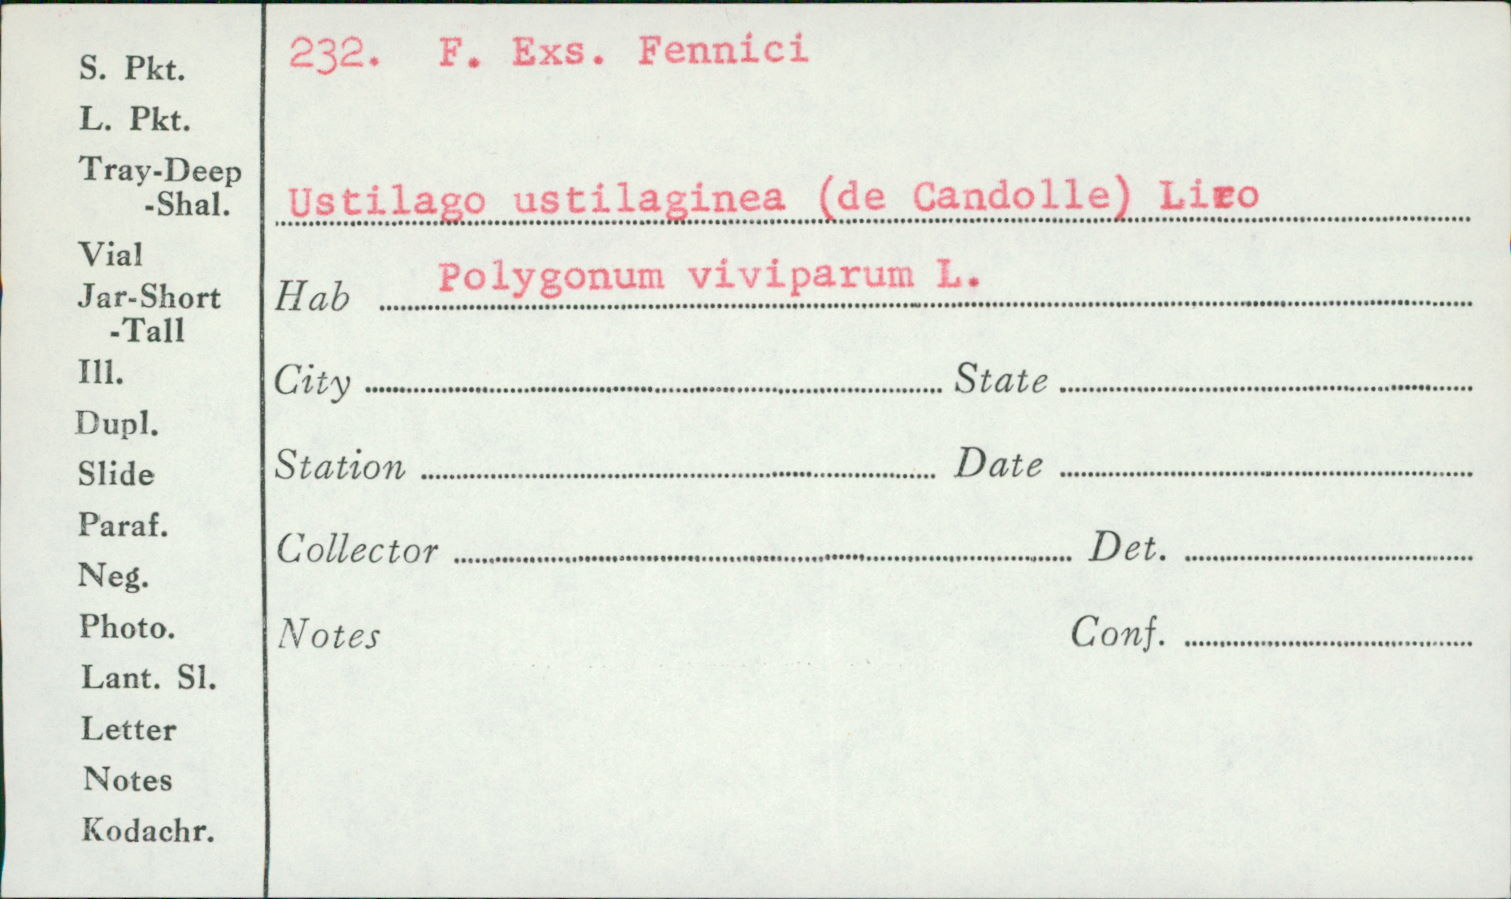 232. F. Exs. Fennici
S. Pkt.
L. Pkt.
Tray-Deep
-Shal.
Vial
Jar-Short
-Tall
Ill.
Dupl.
Slide
Paraf.
Neg.
Photo.
Lant. Sl.
Letter
Notes
Kodachr.
Ustilago ustilaginea (de Candolle) Liro
Hab Polygonum viviparum L.
City State
Station Date
Collector Det.
Notes Conf.